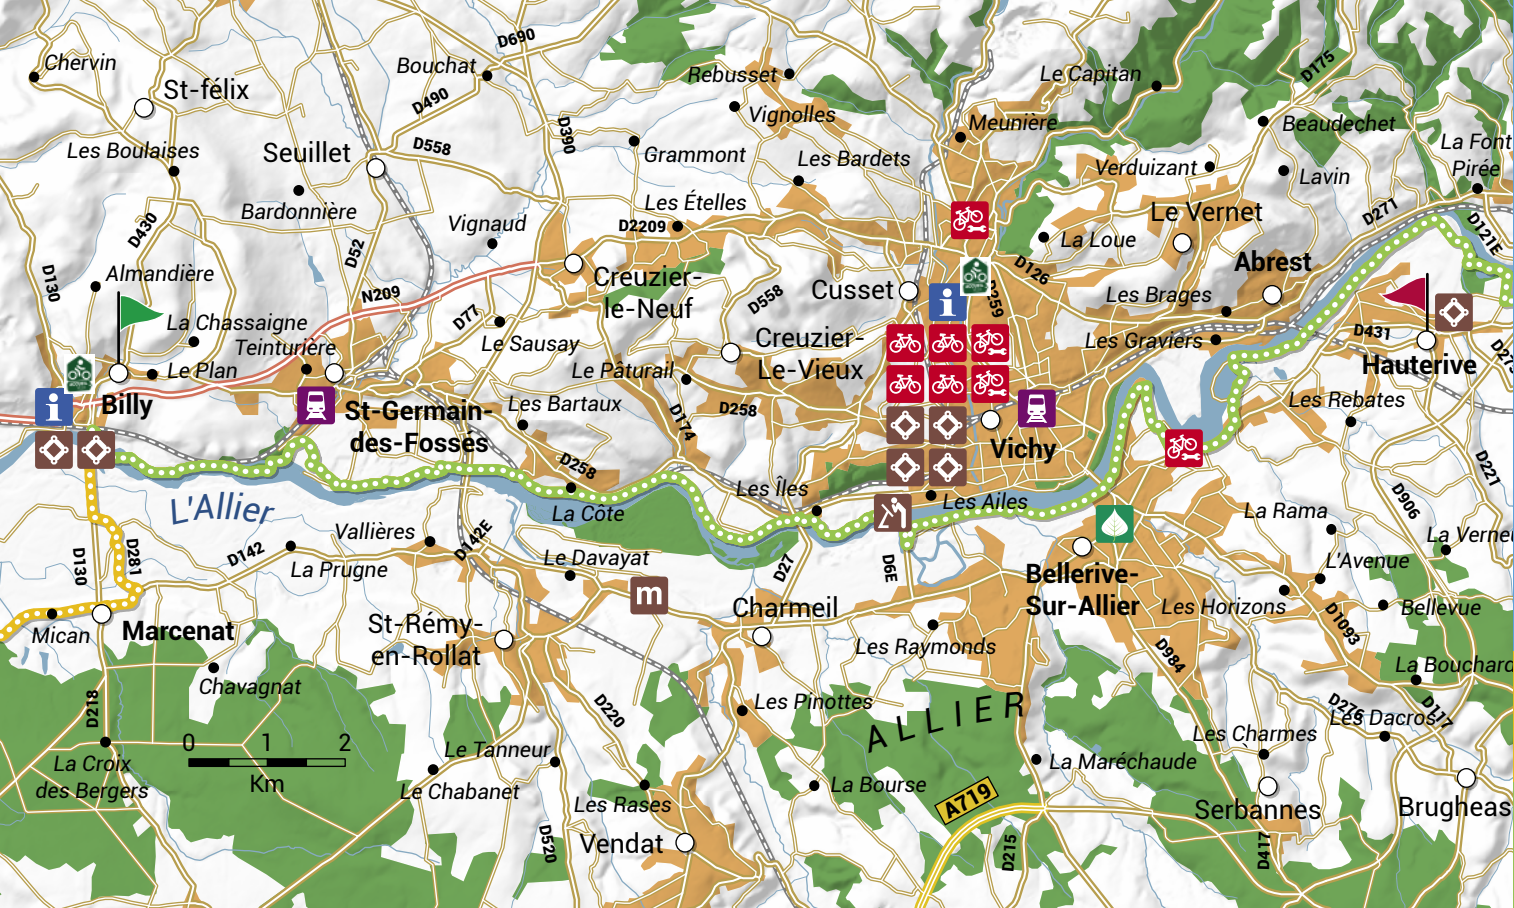 D690
Chervin
Bouchat
St-félix
D490
Rebusset
Le Capitan
D175
Vignolles
Meunière
Beaudechet
D390
Les Boulaises
Seuillet
D558
Grammont
Les Bardets
Verduizant
Lavin
La Font
Pirée
Bardonnière
D430
Vignaud
Les Ételles
D2209
Le Vernet
D271
D121E
La Loue
D52
D130
Almandière
Creuzier-
le-Neuf
D558
Cusset
i
D126
D259
Abrest
N209
Les Brages
La Chassaigne
D77
Teinturière
Le Sausay
Creuzier-
Le-Vieux
Les Graviers
D431
Hauterive
Le Plan
Le Pâturail
i
Billy
St-Germain-
des-Fossés
Les Bartaux
D174
D258
Vichy
Les Rebates
D258
L'Allier
La Côte
Les Îles
Les Ailes
D221
D906
La Rama
Vallières
D142E
D142
La Prugne
D130
D281
Le Davayat
D27
D6E
L'Avenue
Bellerive-
Sur-Allier
m
Charmeil
Les Horizons
Bellevue
Mican
Marcenat
St-Rémy-
en-Rollat
Les Raymonds
D1093
D984
Chavagnat
D218
D220
Les Pinottes
ALLIER
D276
D117
Les Dacros
0 1 2
Km
La Croix
des Bergers
Le Tanneur
Le Chabanet
Les Charmes
La Maréchaude
Les Rases
La Bourse
A719
Serbannes
Brugheas
Vendat
D520
D215
D417